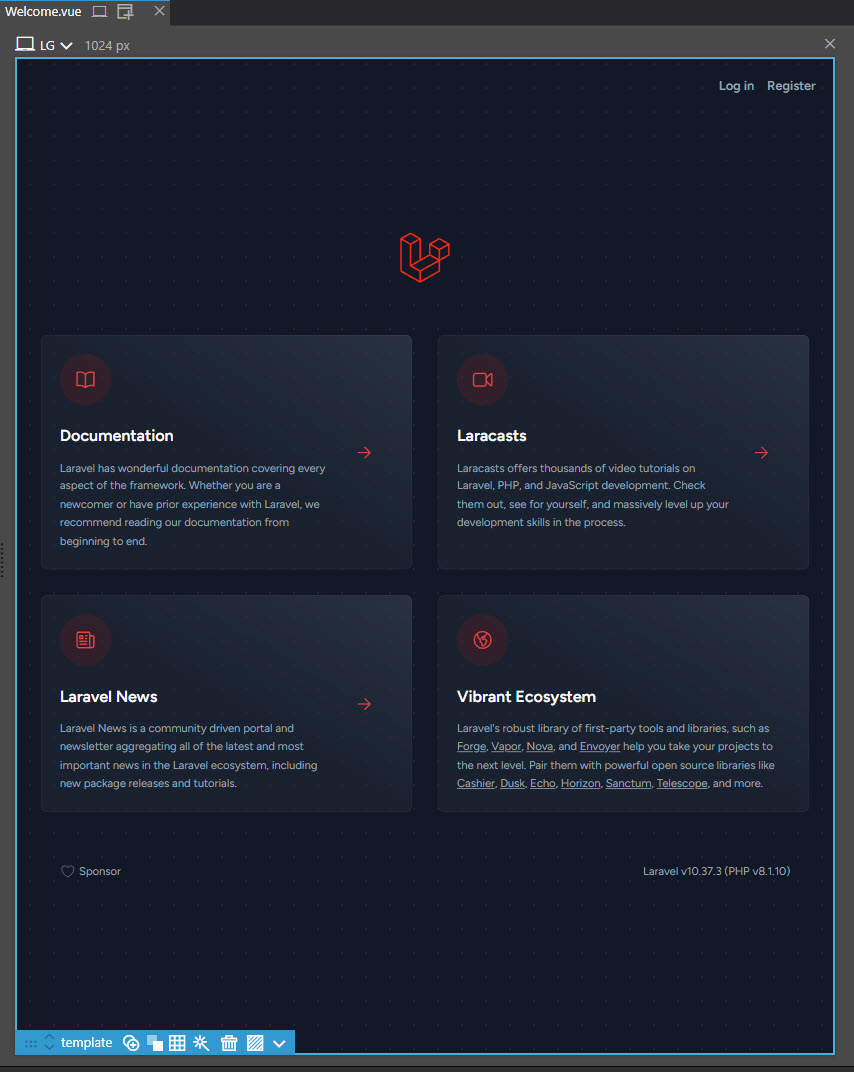 Welcome.vue
LG 1024 px
Log in Register
Documentation
Laravel has wonderful documentation covering every
aspect of the framework. Whether you are a
newcomer or have prior experience with Laravel, we
recommend reading our documentation from
beginning to end.
Laracasts
Laracasts offers thousands of video tutorials on
Laravel, PHP, and JavaScript development. Check
them out, see for yourself, and massively level up your
development skills in the process.
Laravel News
Laravel News is a community driven portal and
newsletter aggregating all of the latest and most
important news in the Laravel ecosystem, including
new package releases and tutorials.
Vibrant Ecosystem
Laravel's robust library of first-party tools and libraries, such as
Forge, Vapor, Nova, and Envoyer help you take your projects to
the next level. Pair them with powerful open source libraries like
Cashier, Dusk, Echo, Horizon, Sanctum, Telescope, and more.
Sponsor
Laravel v10.37.3 (PHP v8.1.10)
template